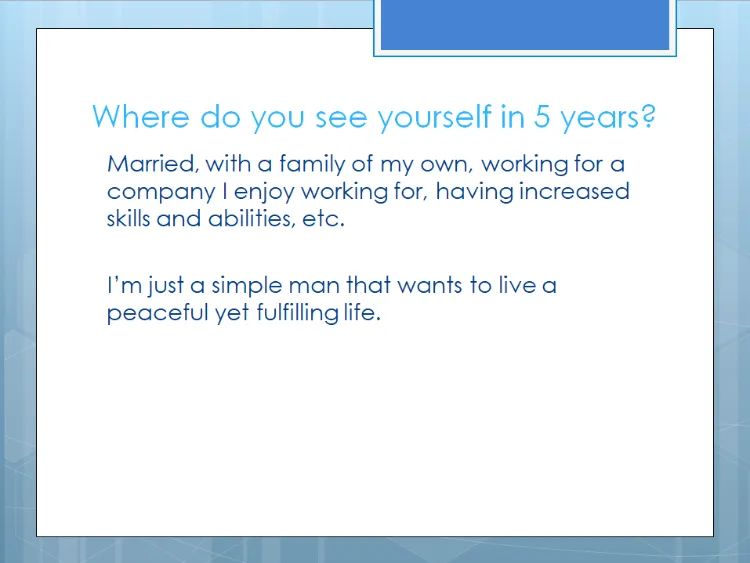 Where do you see yourself in 5 years?
Married, with a family of my own, working for a
company I enjoy working for, having increased
skills and abilities, etc.
I'm just a simple man that wants to live a
peaceful yet fulfilling life.